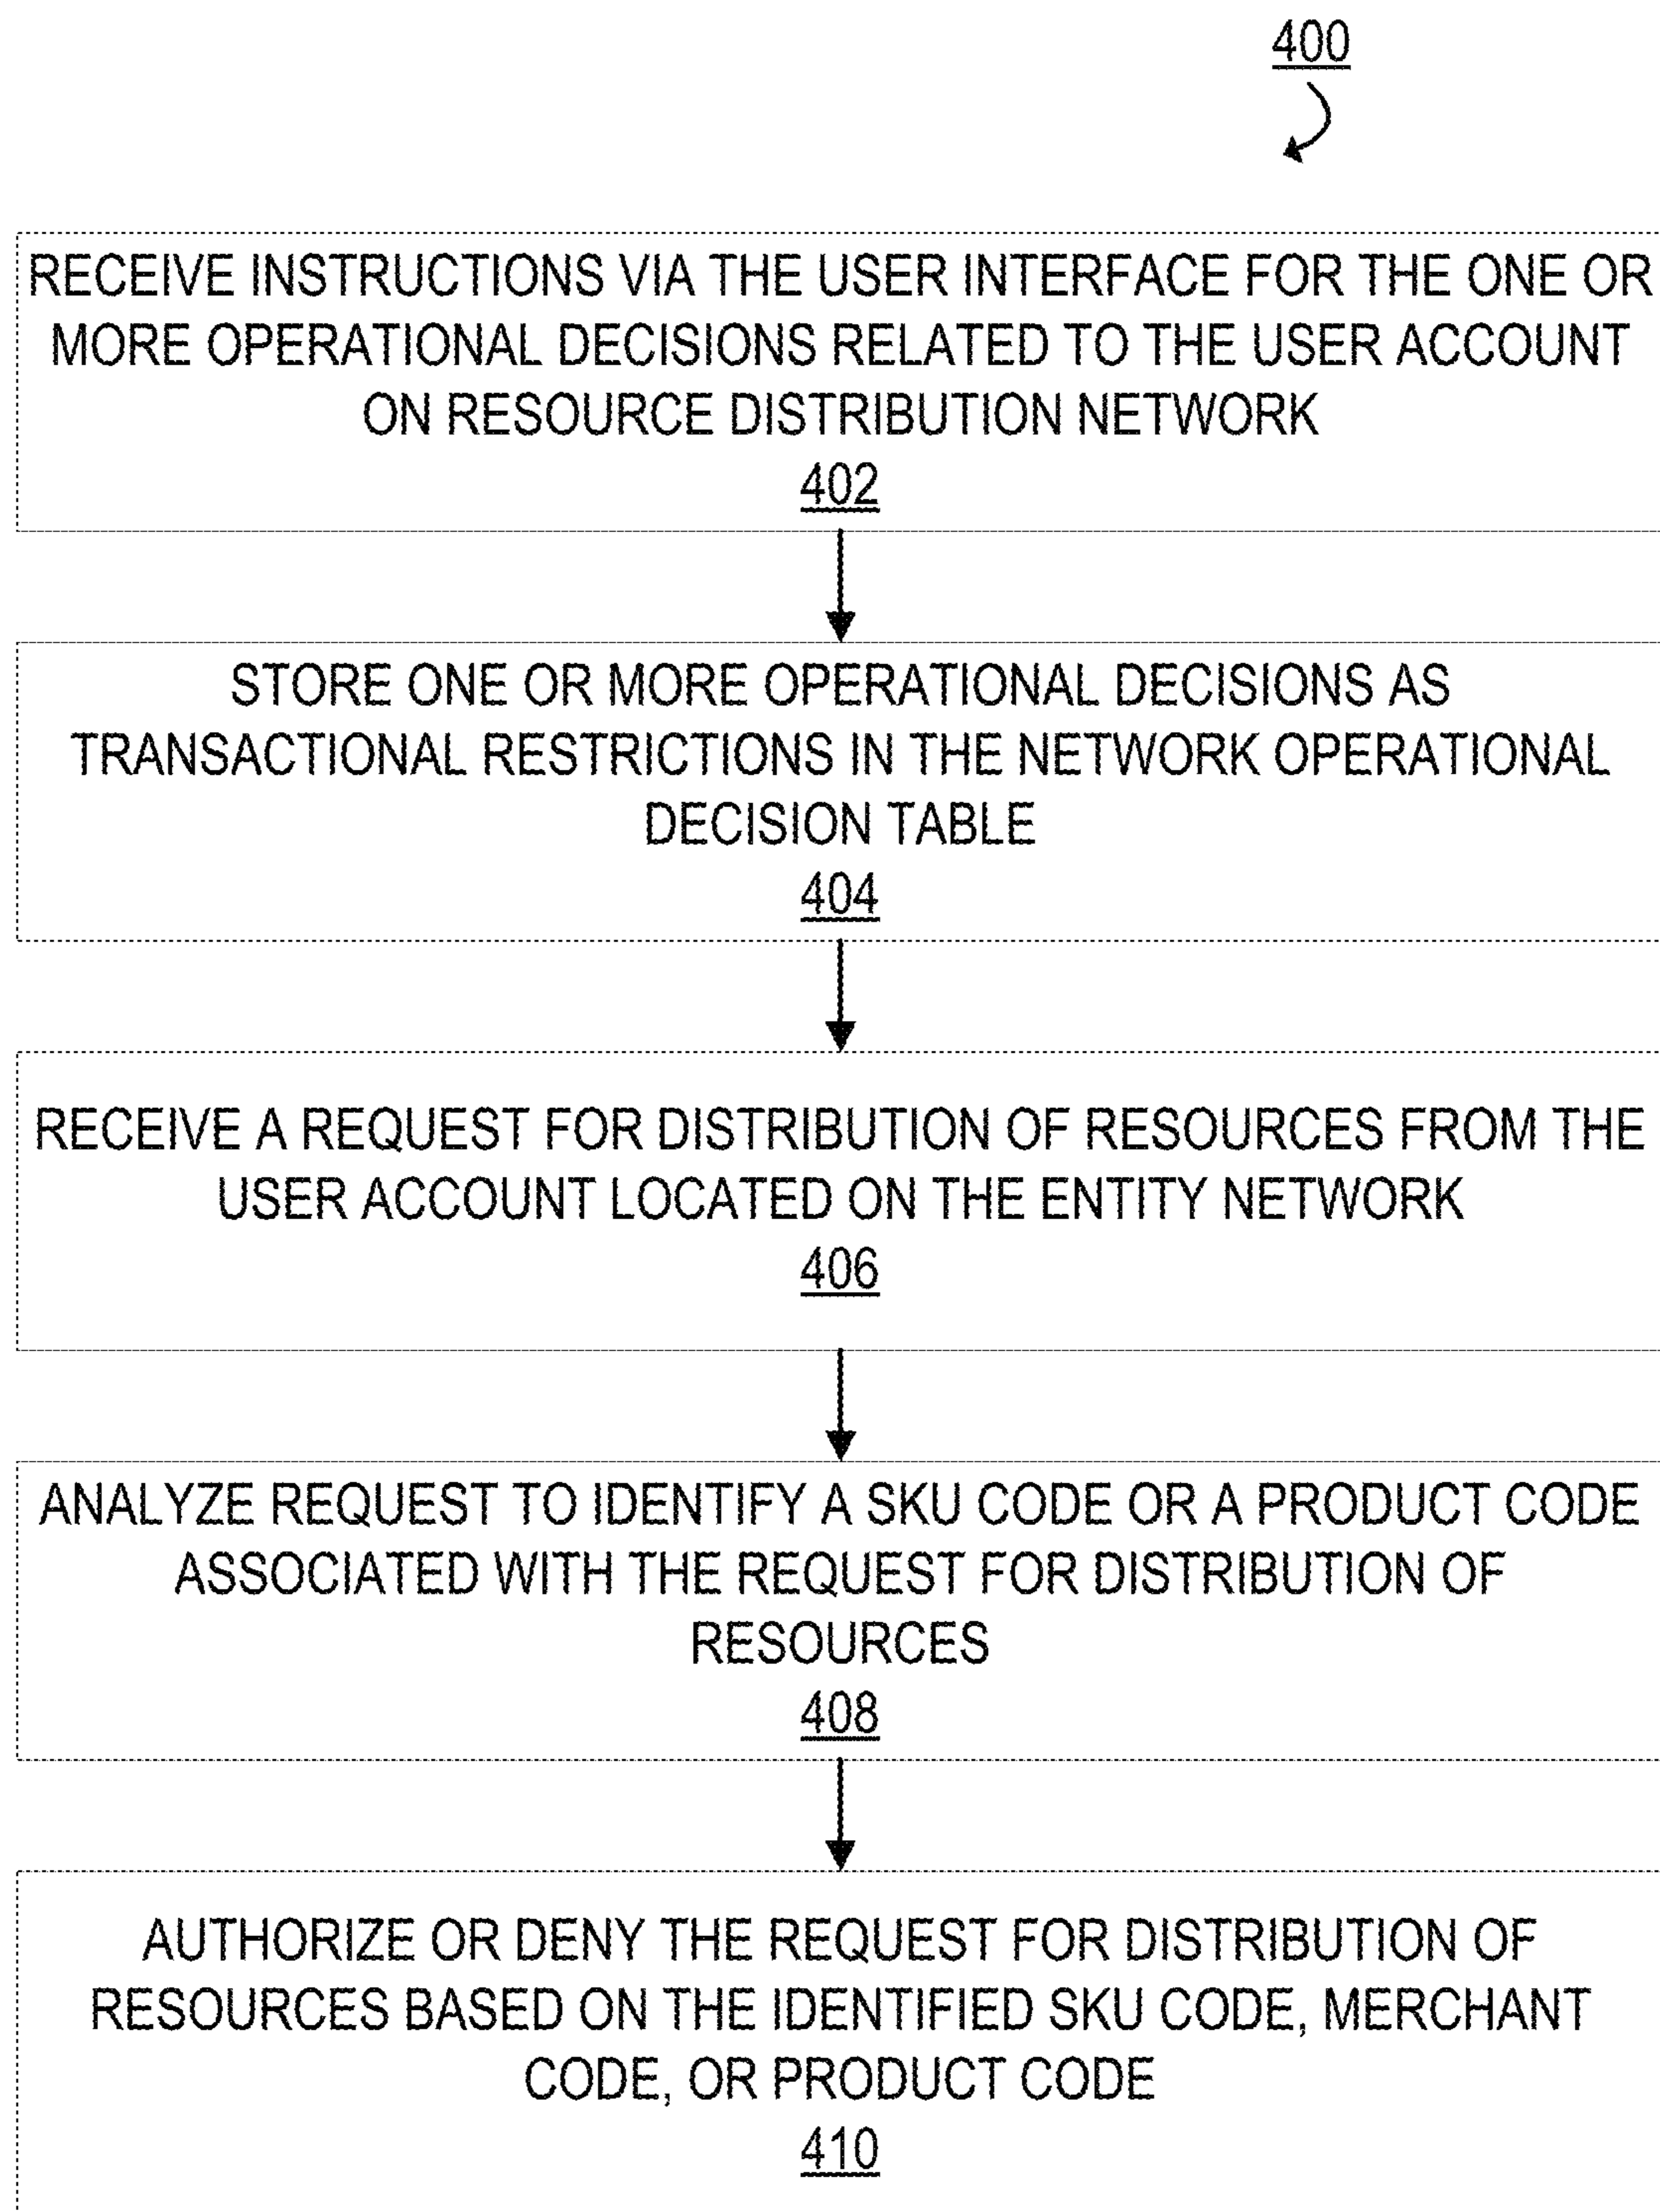 400
RECEIVE INSTRUCTIONS VIA THE USER INTERFACE FOR THE ONE OR
MORE OPERATIONAL DECISIONS RELATED TO THE USER ACCOUNT
ON RESOURCE DISTRIBUTION NETWORK
402
STORE ONE OR MORE OPERATIONAL DECISIONS AS
TRANSACTIONAL RESTRICTIONS IN THE NETWORK OPERATIONAL
DECISION TABLE
404
RECEIVE A REQUEST FOR DISTRIBUTION OF RESOURCES FROM THE
USER ACCOUNT LOCATED ON THE ENTITY NETWORK
406
ANALYZE REQUEST TO IDENTIFY A SKU CODE OR A PRODUCT CODE
ASSOCIATED WITH THE REQUEST FOR DISTRIBUTION OF
RESOURCES
408
AUTHORIZE OR DENY THE REQUEST FOR DISTRIBUTION OF
RESOURCES BASED ON THE IDENTIFIED SKU CODE, MERCHANT
CODE, OR PRODUCT CODE
410